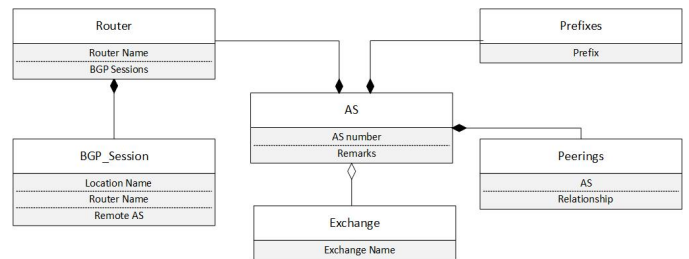 Router
Router Name
BGP Sessions
Prefixes
Prefix
AS
AS number
Remarks
BGP_Session
Location Name
Router Name
Remote AS
Peerings
AS
Relationship
Exchange
Exchange Name